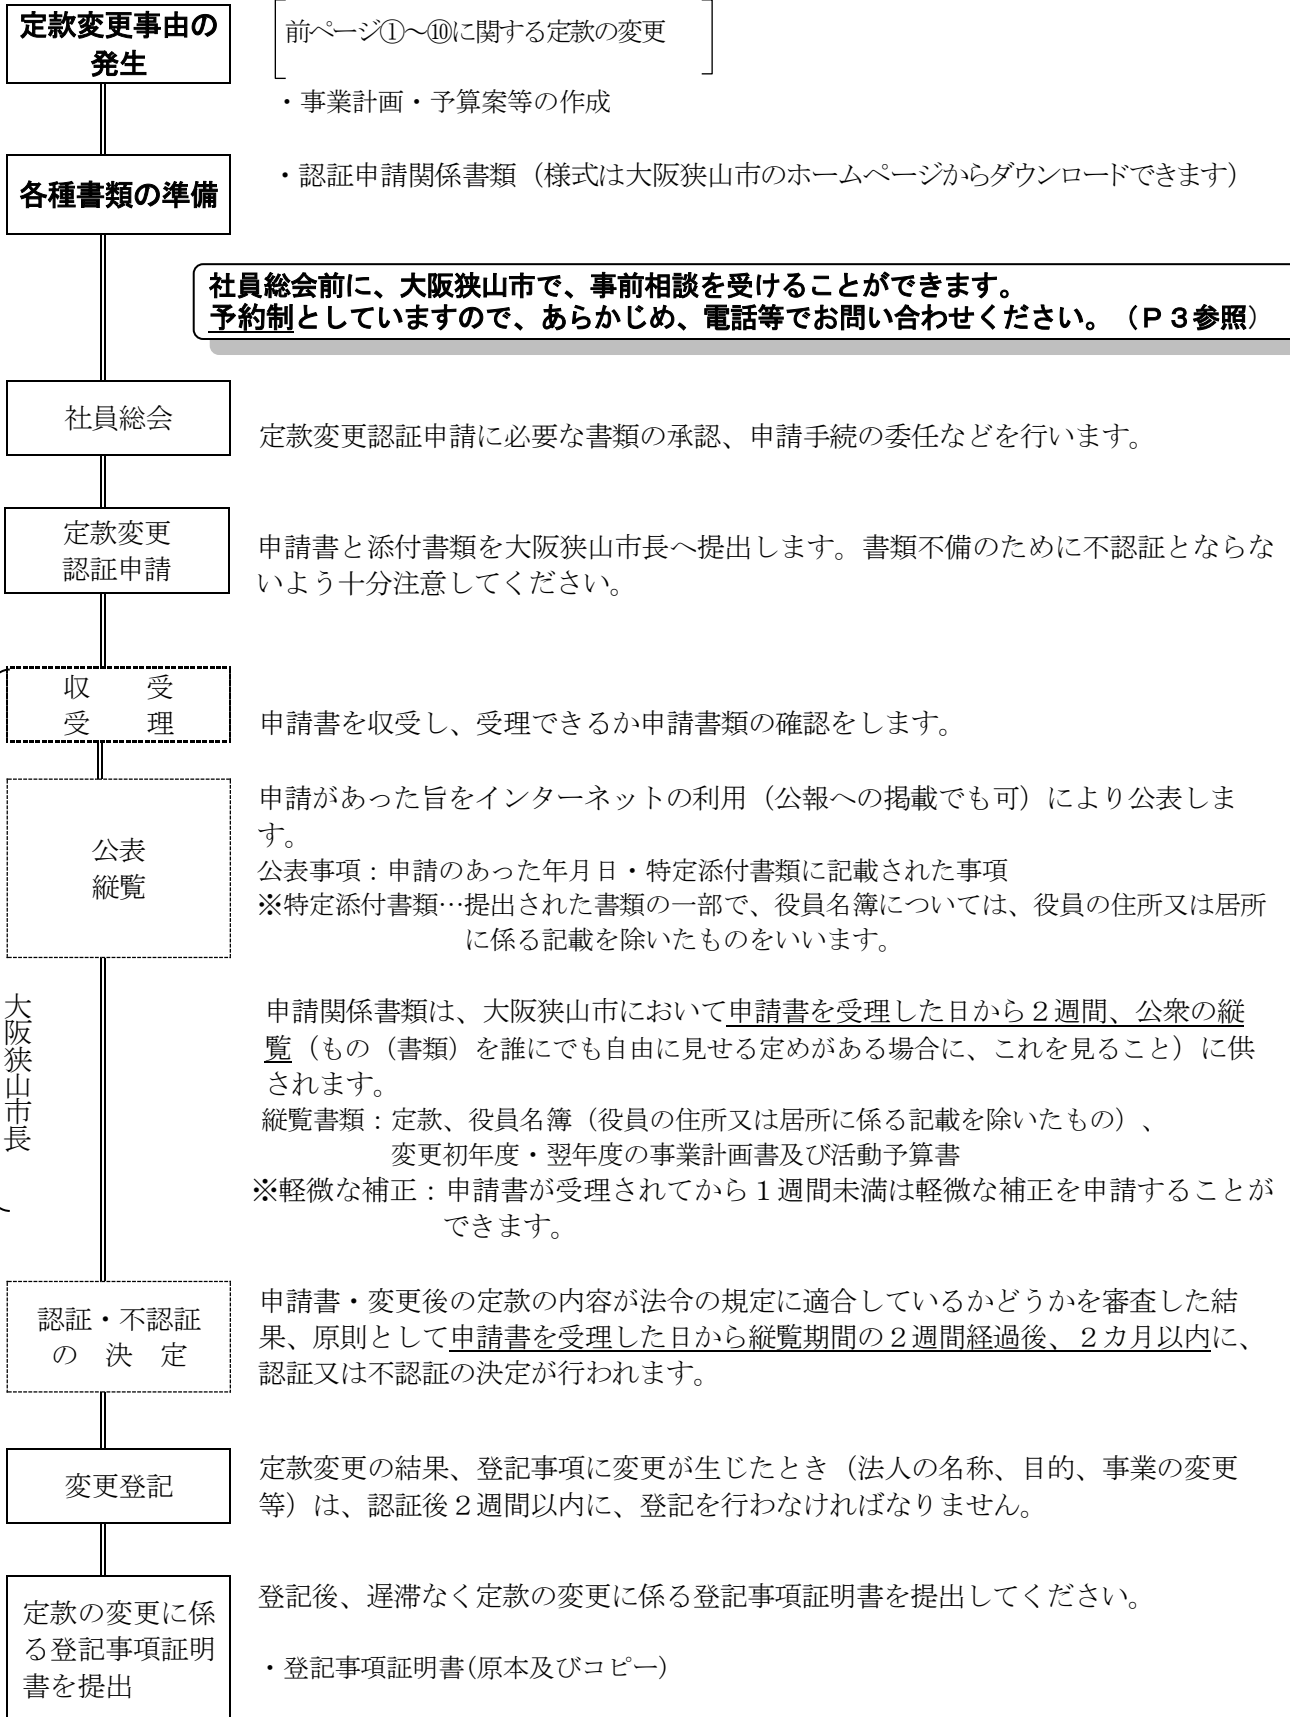 定款変更事由の
発生
前ページ①~⑩に関する定款の変更
・事業計画・予算案等の作成
各種書類の準備
・認証申請関係書類（様式は大阪狭山市のホームページからダウンロードできます）
社員総会前に、大阪狭山市で、事前相談を受けることができます。
予約制としていますので、あらかじめ、電話等でお問い合わせください。（Ｐ３参照）
社員総会
定款変更認証申請に必要な書類の承認、申請手続の委任などを行います。
定款変更
認証申請
申請書と添付書類を大阪狭山市長へ提出します。書類不備のために不認証とならな
いよう十分注意してください。
収　　受
受　　理
申請書を収受し、受理できるか申請書類の確認をします。
公表
縦覧
申請があった旨をインターネットの利用（公報への掲載でも可）により公表しま
す。
公表事項：申請のあった年月日・特定添付書類に記載された事項
※特定添付書類…提出された書類の一部で、役員名簿については、役員の住所又は居所
に係る記載を除いたものをいいます。
大阪狭山市長
申請関係書類は、大阪狭山市において申請書を受理した日から２週間、公衆の縦
覧（もの（書類）を誰にでも自由に見せる定めがある場合に、これを見ること）に供
されます。
縦覧書類：定款、役員名簿（役員の住所又は居所に係る記載を除いたもの）、
変更初年度・翌年度の事業計画書及び活動予算書
※軽微な補正：申請書が受理されてから１週間未満は軽微な補正を申請することが
できます。
認証・不認証
の　決　定
申請書・変更後の定款の内容が法令の規定に適合しているかどうかを審査した結
果、原則として申請書を受理した日から縦覧期間の２週間経過後、２カ月以内に、
認証又は不認証の決定が行われます。
変更登記
定款変更の結果、登記事項に変更が生じたとき（法人の名称、目的、事業の変更
等）は、認証後２週間以内に、登記を行わなければなりません。
定款の変更に係
る登記事項証明
書を提出
登記後、遅滞なく定款の変更に係る登記事項証明書を提出してください。
・登記事項証明書(原本及びコピー)